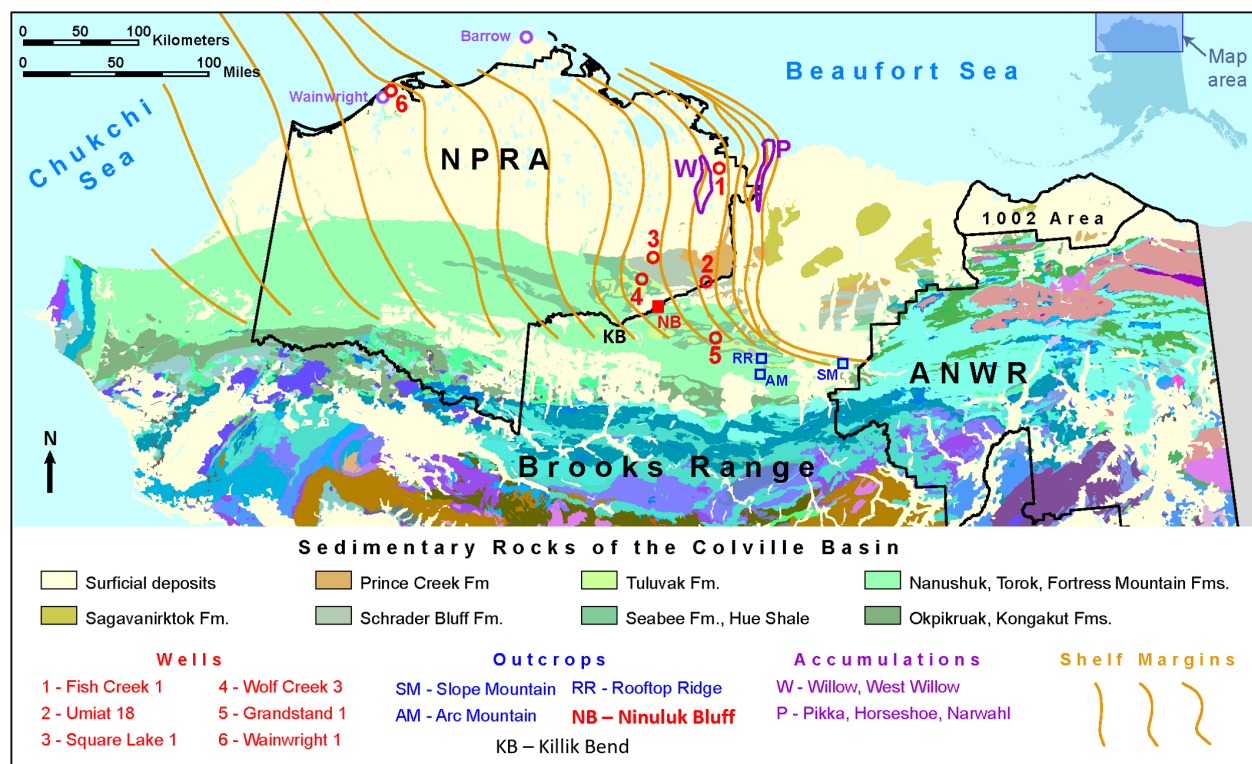 0 50 100
Kilometers
0 50 100
Miles
Barrow
Beaufort Sea
Map
area
Wainwright
6
Chukchi
Sea
NPRA
W
P
1
1002 Area
3
2
4
NB
KB
5
RR
AM
SM
ANWR
N
Brooks Range
Sedimentary Rocks of the Colville Basin
Surficial deposits
Prince Creek Fm
Tuluvak Fm.
Nanushuk, Torok, Fortress Mountain Fms.
Sagavanirktok Fm.
Schrader Bluff Fm.
Seabee Fm., Hue Shale
Okpikruak, Kongakut Fms.
Wells
1 - Fish Creek 1
2 - Umiat 18
3 - Square Lake 1
4 - Wolf Creek 3
5 - Grandstand 1
6 - Wainwright 1
Outcrops
SM - Slope Mountain
AM - Arc Mountain
RR - Rooftop Ridge
NB – Ninuluk Bluff
KB – Killik Bend
Accumulations
W - Willow, West Willow
P - Pikka, Horseshoe, Narwahl
Shelf Margins